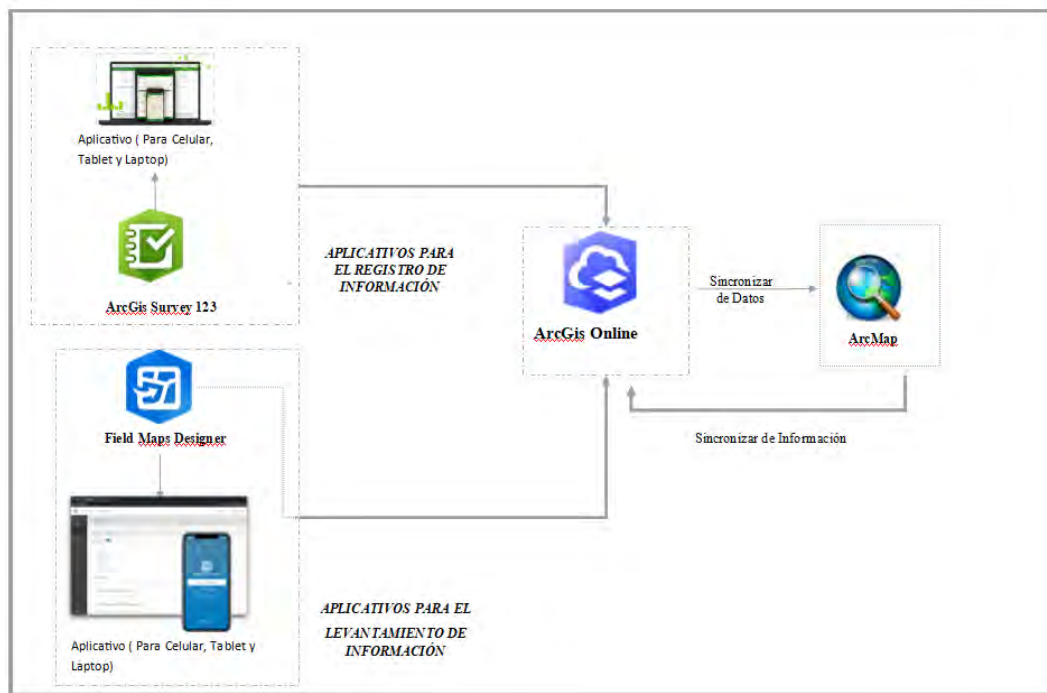 Aplicativo ( Para Celular,
Tablet y Laptop)
ArcGis Survey 123
APLICATIVOS PARA
EL REGISTRO DE
INFORMACIÓN
ArcGis Online
Sincronizar
de Datos
ArcMap
Sincronizar de Información
Field Maps Designer
Aplicativo ( Para Celular, Tablet y
Laptop)
APLICATIVOS PARA EL
LEVANTAMIENTO DE
INFORMACIÓN